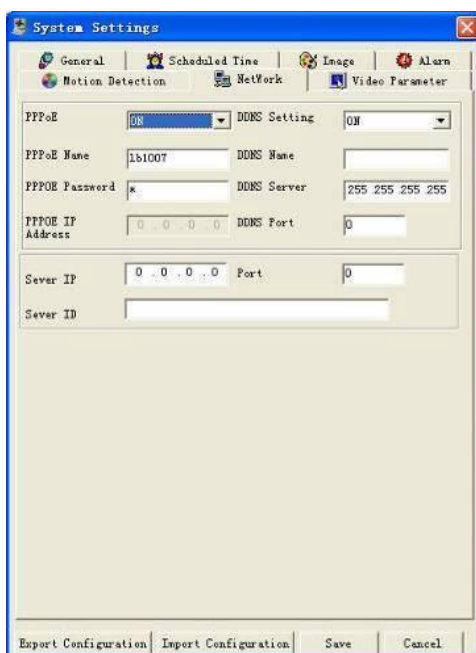 System Settings
General Scheduled Time Image Alarm
Motion Detection NetWork Video Parameter
PPPoE ON DDNS Setting ON
PPPoE Name lb1007 DDNS Name
PPPOE Password * DDNS Server 255 255 255 255
PPPOE IP Address 0 . 0 . 0 . 0 DDNS Port 0
Sever IP 0 . 0 . 0 . 0 Port 0
Sever ID
Export Configuration Import Configuration Save Cancel